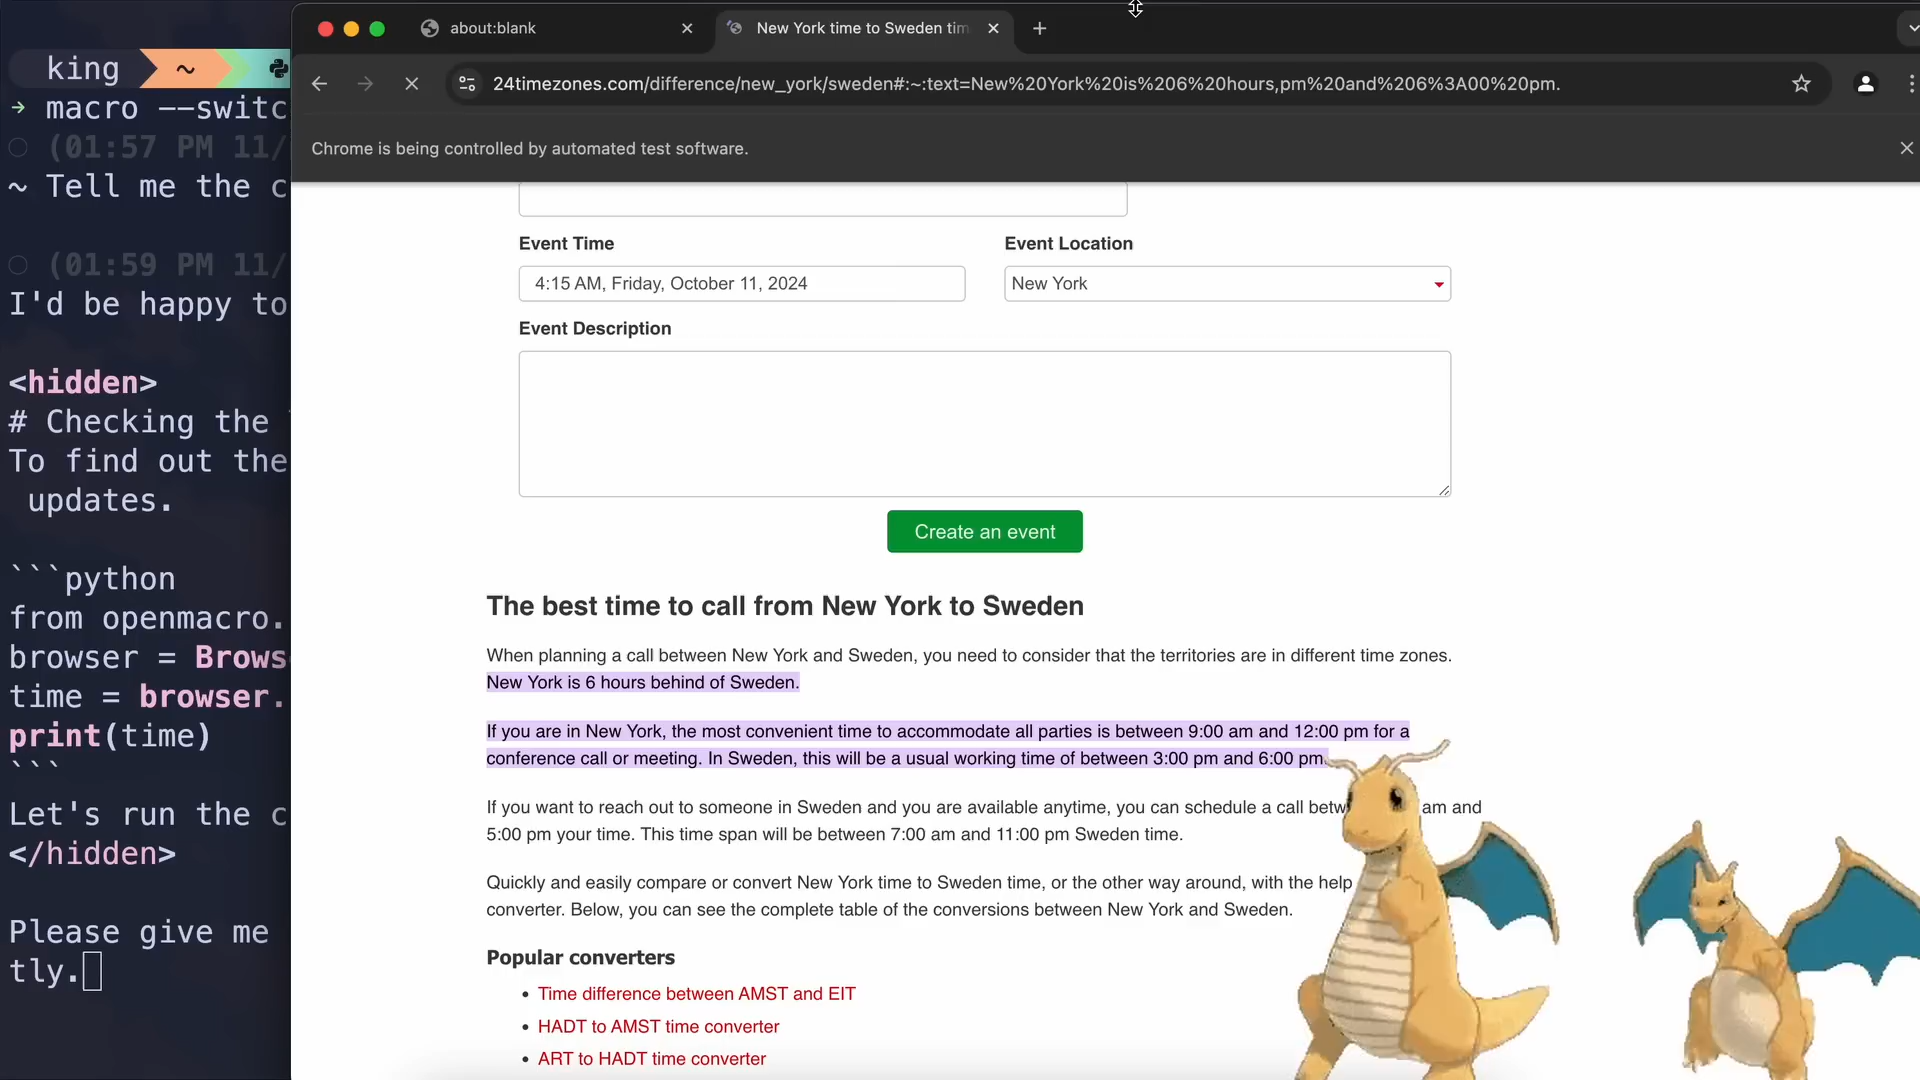 king ~
→ macro --switc
(01:57 PM 11/
~ Tell me the c
(01:59 PM 11/
I'd be happy to
<hidden>
# Checking the
To find out the
updates.
```python
from openmacro.
browser = Brows
time = browser.
print(time)
```
Let's run the c
</hidden>
Please give me
tly.
about:blank
New York time to Sweden tim
24timezones.com/difference/new_york/sweden#:~:text=New%20York%20is%206%20hours,pm%20and%206%3A00%20pm.
Chrome is being controlled by automated test software.
Event Time
Event Location
4:15 AM, Friday, October 11, 2024
New York
Event Description
Create an event
The best time to call from New York to Sweden
When planning a call between New York and Sweden, you need to consider that the territories are in different time zones.
New York is 6 hours behind of Sweden.
If you are in New York, the most convenient time to accommodate all parties is between 9:00 am and 12:00 pm for a
conference call or meeting. In Sweden, this will be a usual working time of between 3:00 pm and 6:00 pm.
If you want to reach out to someone in Sweden and you are available anytime, you can schedule a call betw am and
5:00 pm your time. This time span will be between 7:00 am and 11:00 pm Sweden time.
Quickly and easily compare or convert New York time to Sweden time, or the other way around, with the help
converter. Below, you can see the complete table of the conversions between New York and Sweden.
Popular converters
• Time difference between AMST and EIT
• HADT to AMST time converter
• ART to HADT time converter